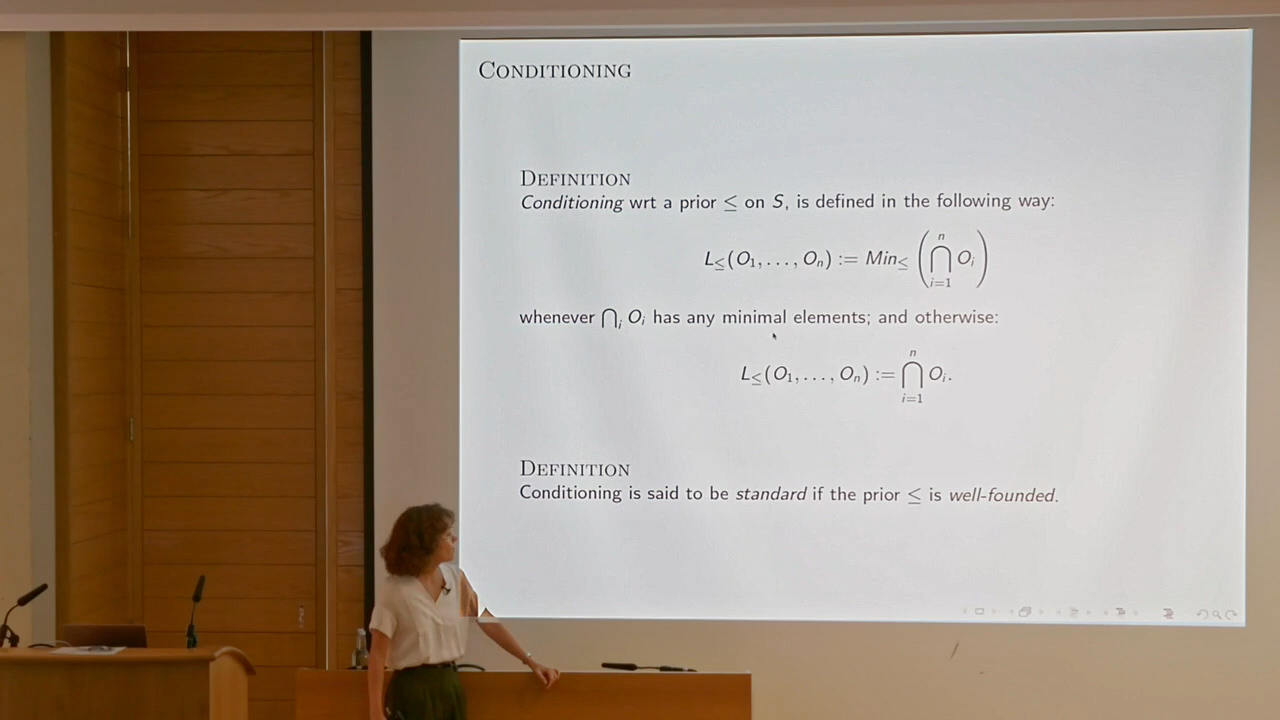 CONDITIONING
DEFINITION
Conditioning wrt a prior ≤ on S, is defined in the following way:
L≤(O₁, . . . , Oₙ) := Min≤ (⋂ⁿᵢ₌₁ Oᵢ)
whenever ⋂ᵢ Oᵢ has any minimal elements; and otherwise:
L≤(O₁, . . . , Oₙ) := ⋂ⁿᵢ₌₁ Oᵢ.
DEFINITION
Conditioning is said to be standard if the prior ≤ is well-founded.